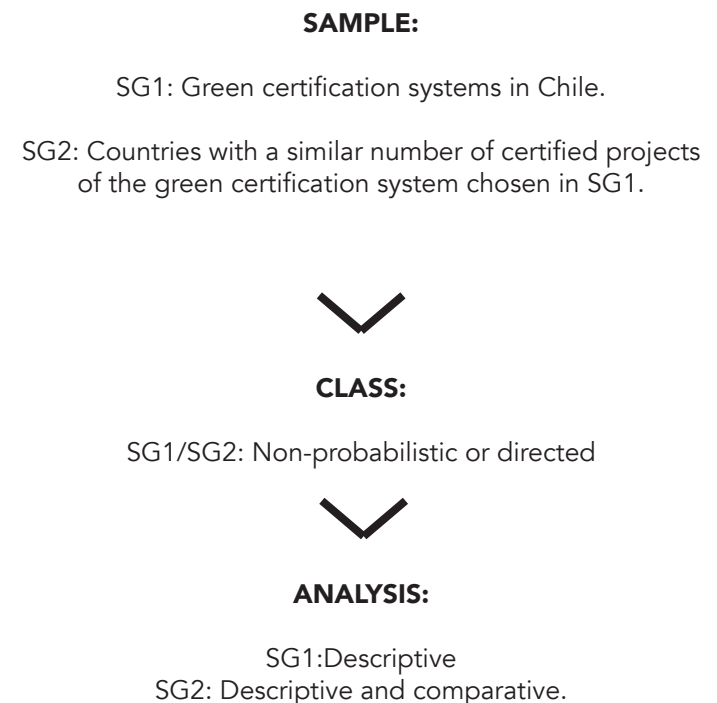 SAMPLE:
SG1: Green certification systems in Chile.
SG2: Countries with a similar number of certified projects
of the green certification system chosen in SG1.
CLASS:
SG1/SG2: Non-probabilistic or directed
ANALYSIS:
SG1:Descriptive
SG2: Descriptive and comparative.